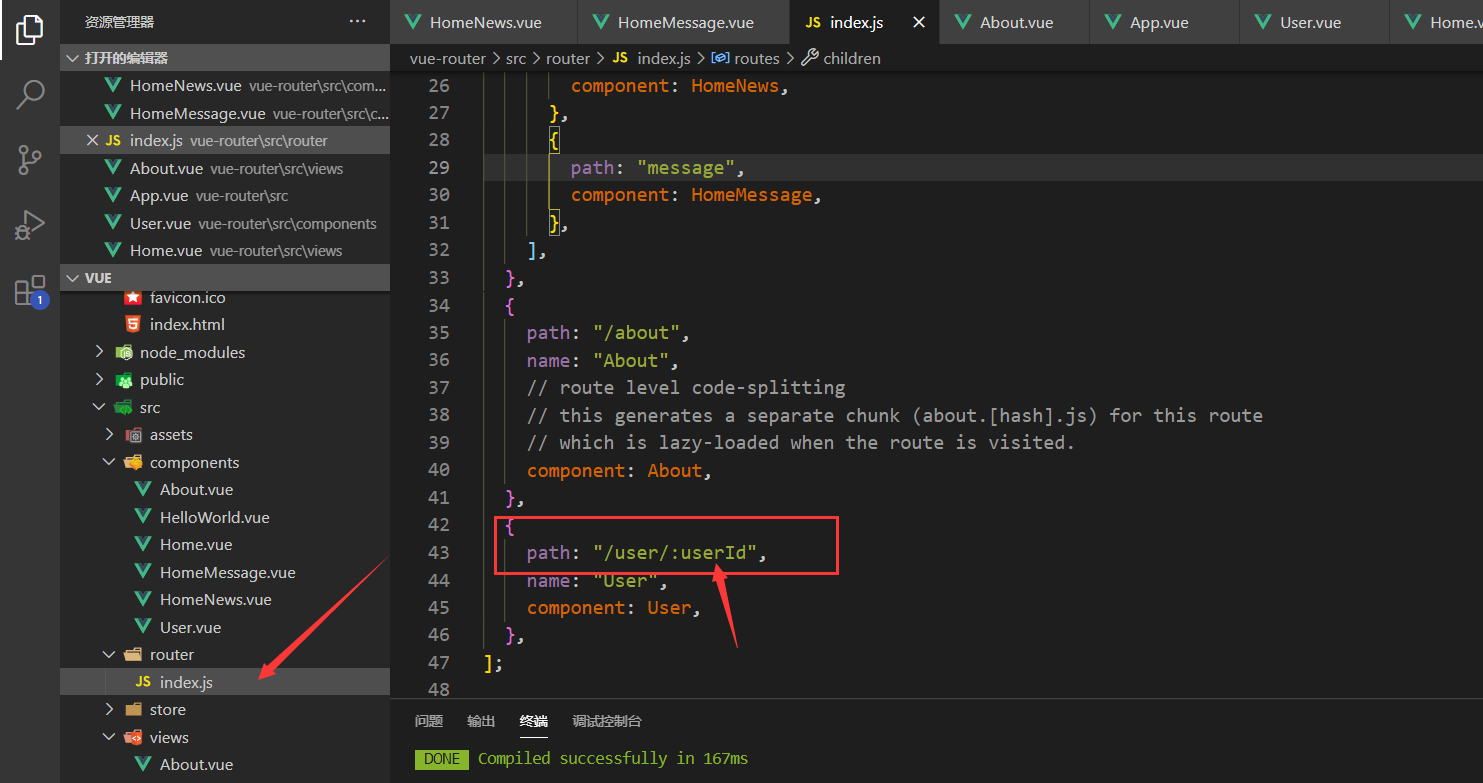 资源管理器
···
打开的编辑器
HomeNews.vue vue-router\src\com...
HomeMessage.vue vue-router\src\c...
JS index.js vue-router\src\router
About.vue vue-router\src\views
App.vue vue-router\src
User.vue vue-router\src\components
Home.vue vue-router\src\views
VUE
favicon.ico
index.html
node_modules
public
src
assets
components
About.vue
HelloWorld.vue
Home.vue
HomeMessage.vue
HomeNews.vue
User.vue
router
JS index.js
store
views
About.vue
1
HomeNews.vue HomeMessage.vue JS index.js About.vue App.vue User.vue Home.v
vue-router > src > router > JS index.js > routes > children
26 component: HomeNews,
27 },
28 {
29 path: "message",
30 component: HomeMessage,
31 },
32 ],
33 },
34 {
35 path: "/about",
36 name: "About",
37 // route level code-splitting
38 // this generates a separate chunk (about.[hash].js) for this route
39 // which is lazy-loaded when the route is visited.
40 component: About,
41 },
42 {
43 path: "/user/:userId",
44 name: "User",
45 component: User,
46 },
47 ];
48
问题 输出 终端 调试控制台
DONE Compiled successfully in 167ms